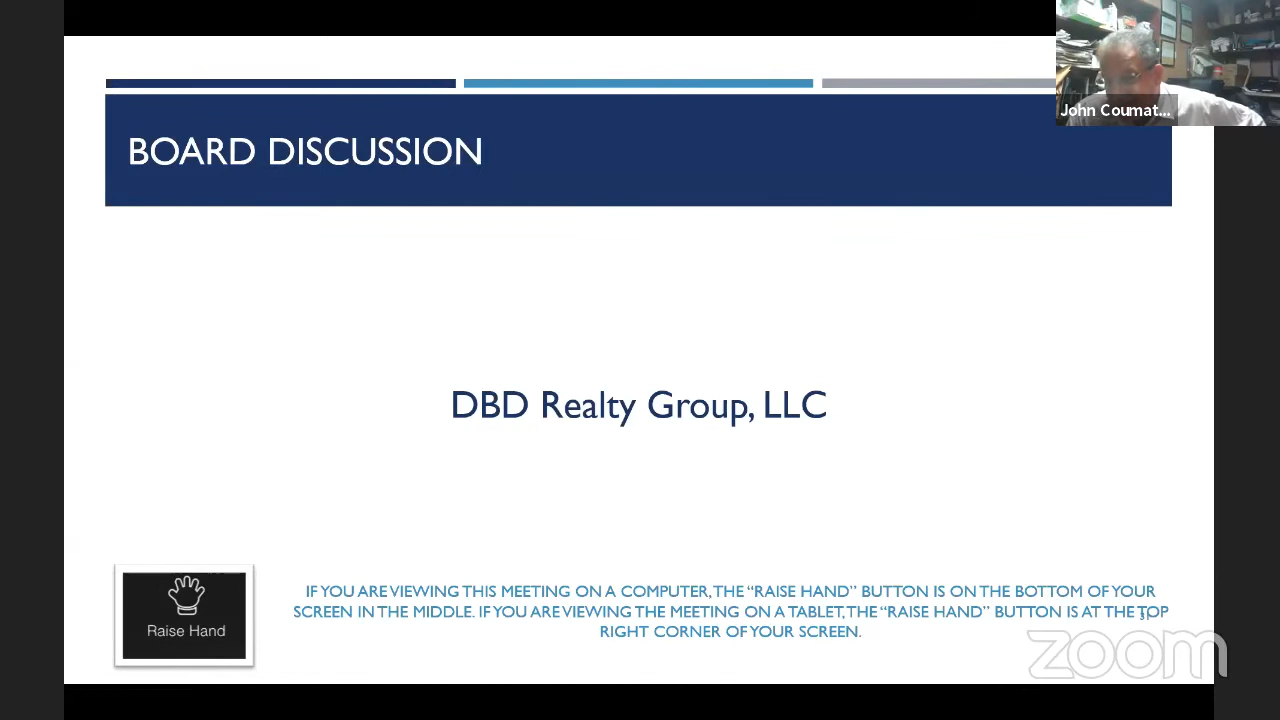 John Coumat...
BOARD DISCUSSION
DBD Realty Group, LLC
Raise Hand
IF YOU ARE VIEWING THIS MEETING ON A COMPUTER, THE “RAISE HAND” BUTTON IS ON THE BOTTOM OF YOUR
SCREEN IN THE MIDDLE. IF YOU ARE VIEWING THE MEETING ON A TABLET, THE “RAISE HAND” BUTTON IS AT THE TOP
RIGHT CORNER OF YOUR SCREEN.
zoom